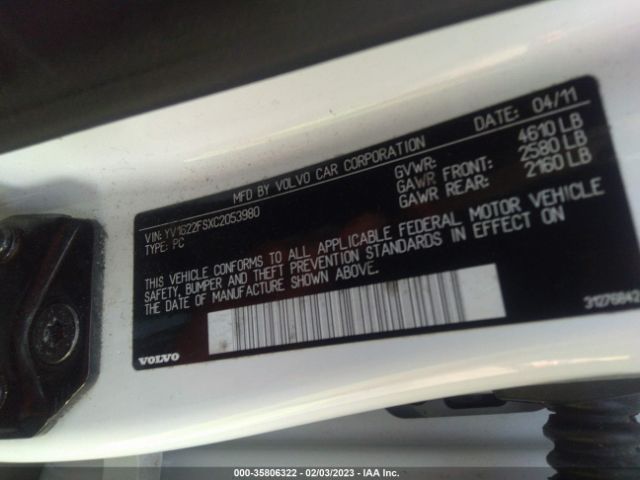 MFD BY VOLVO CAR CORPORATION DATE: 04/11
GVWR: 4610 LB
GAWR FRONT: 2580 LB
GAWR REAR: 2160 LB
VIN: YV1622FSXC2053980
TYPE: PC
THIS VEHICLE CONFORMS TO ALL APPLICABLE FEDERAL MOTOR VEHICLE
SAFETY, BUMPER AND THEFT PREVENTION STANDARDS IN EFFECT ON
THE DATE OF MANUFACTURE SHOWN ABOVE.
31276842
VOLVO
000-35806322 | 02/03/2023 | IAA Inc.